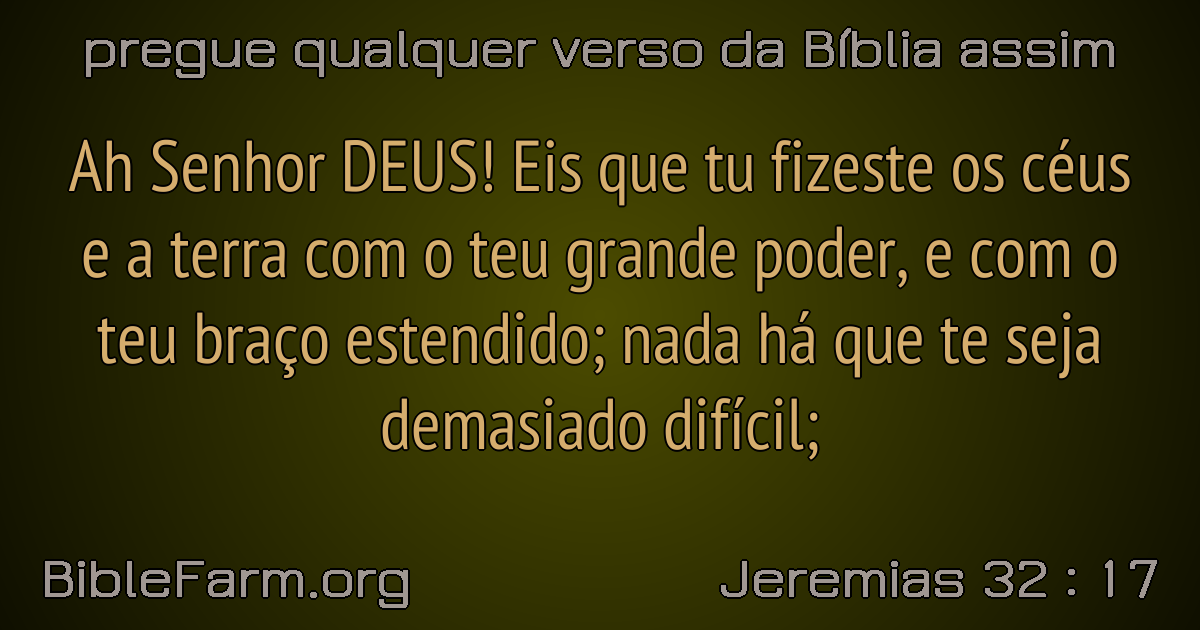 pregue qualquer verso da Bíblia assim
Ah Senhor DEUS! Eis que tu fizeste os céus
e a terra com o teu grande poder, e com o
teu braço estendido; nada há que te seja
demasiado difícil;
BibleFarm.org
Jeremias 32 : 17